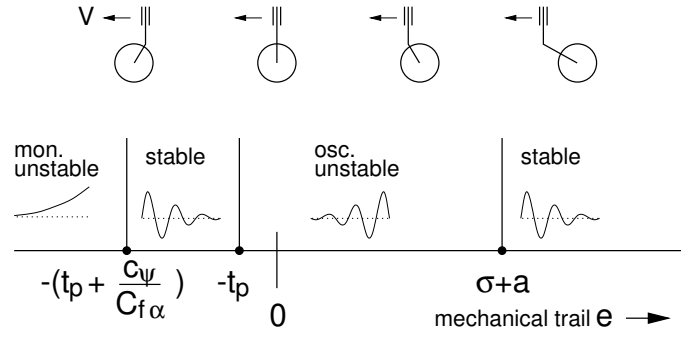 V
mon.
unstable
stable
osc.
unstable
stable
-(tp + cψ/Cfα )
-tp
0
σ+a
mechanical trail e